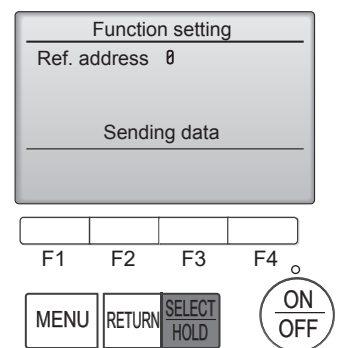 Function setting
Ref. address 0
Sending data
F1 F2 F3 F4
MENU RETURN SELECT HOLD ON OFF